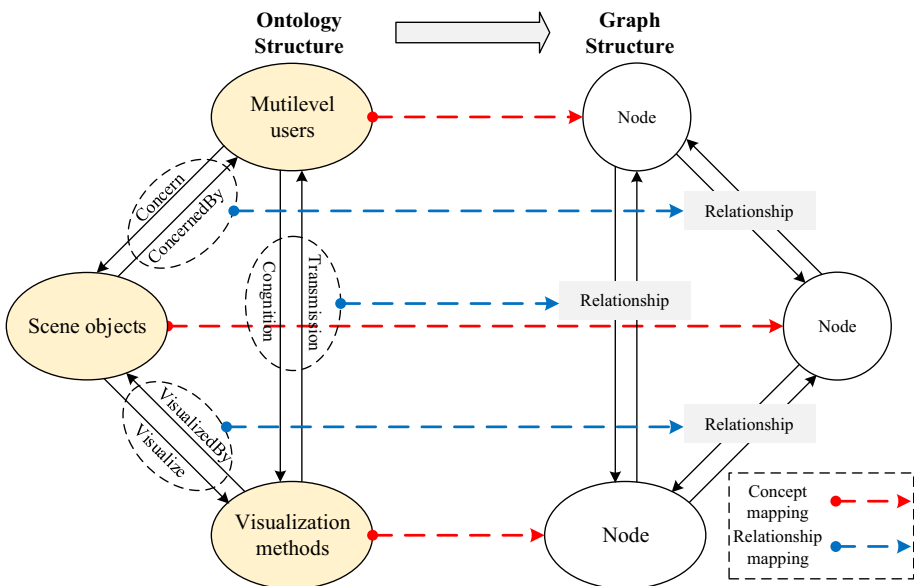 Ontology
Structure
Graph
Structure
Mutilevel
users
Node
Concern
ConcernedBy
Relationship
Congnition
Transmission
Relationship
Scene objects
Node
VisualizedBy
Visualize
Relationship
Visualization
methods
Node
Concept
mapping
Relationship
mapping